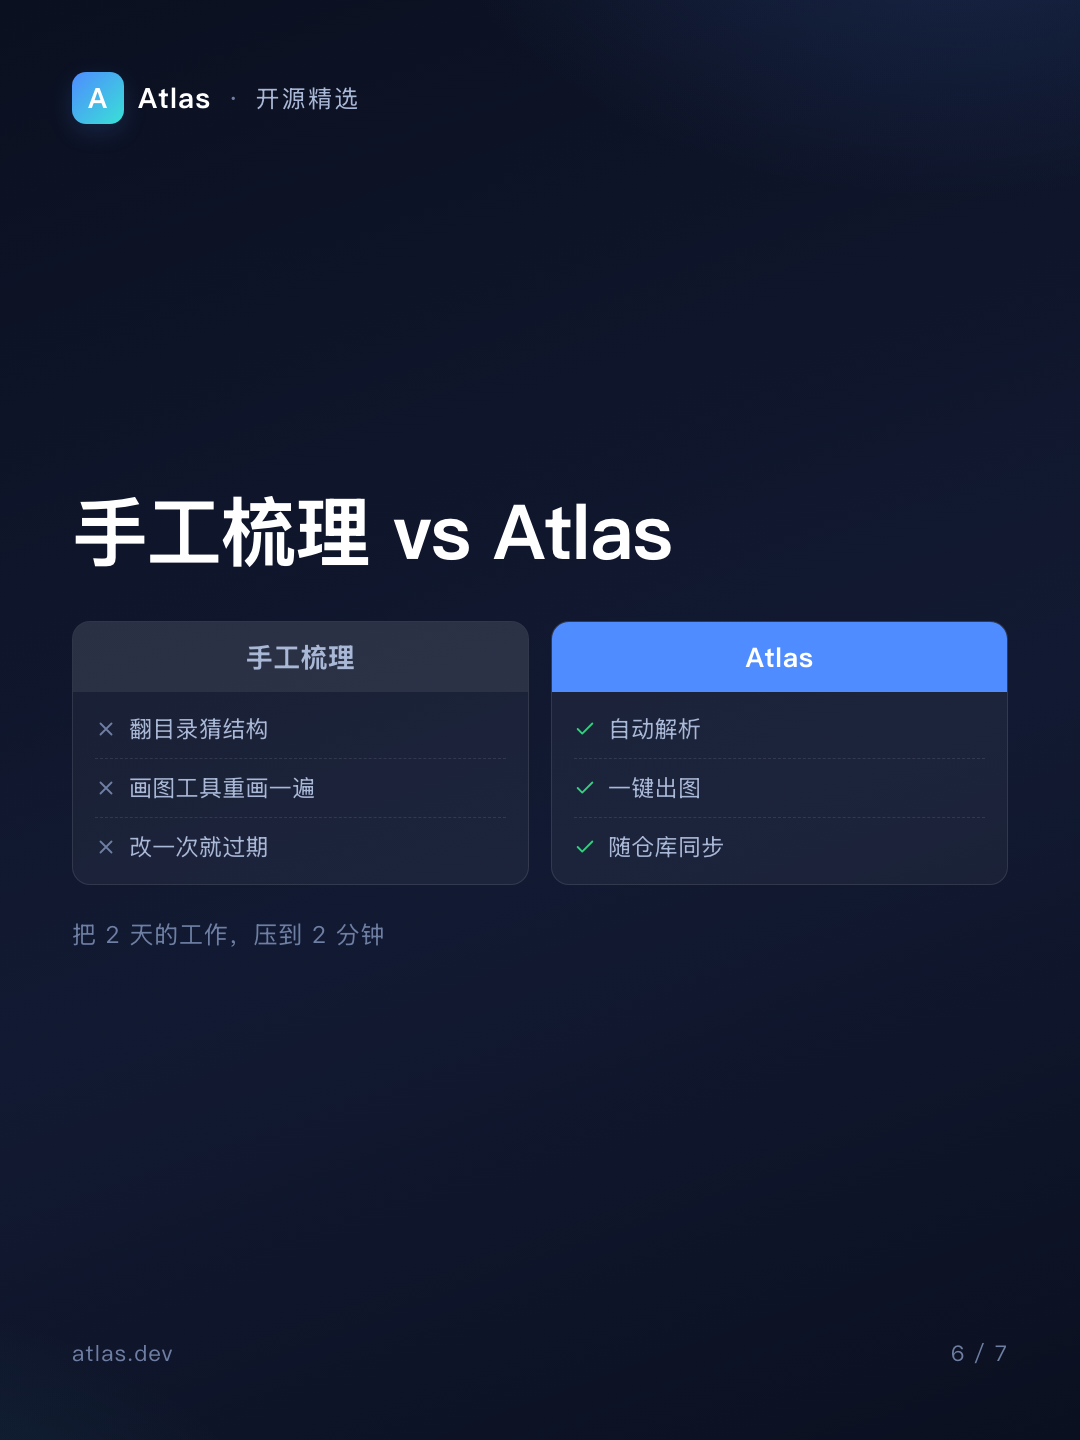 A Atlas · 开源精选
手工梳理 vs Atlas
手工梳理
翻目录猜结构
画图工具重画一遍
改一次就过期
Atlas
自动解析
一键出图
随仓库同步
把 2 天的工作，压到 2 分钟
atlas.dev
6 / 7